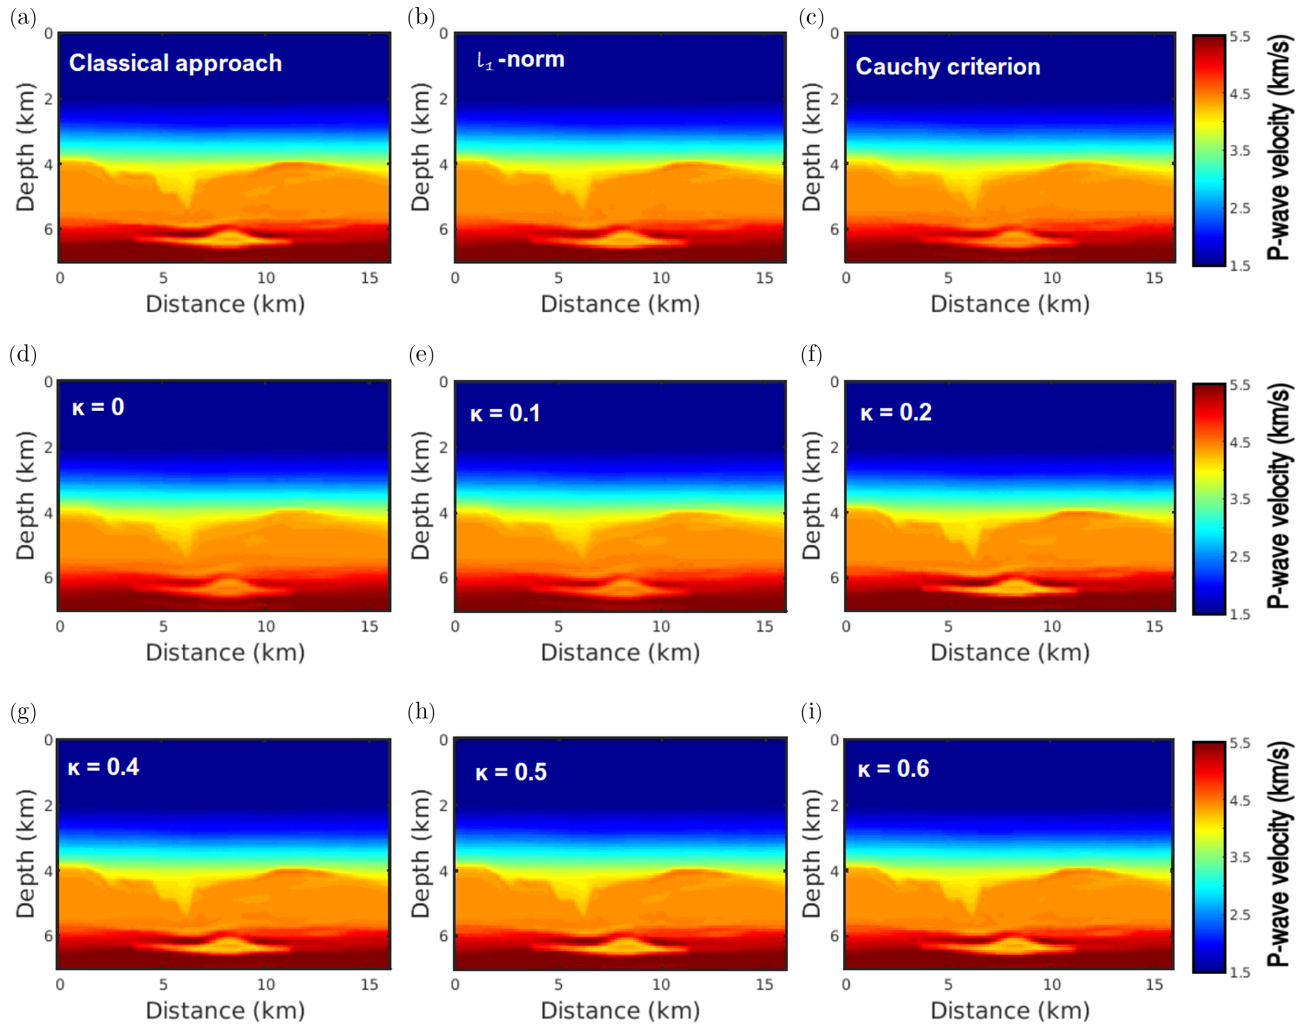 (a) (b) (c)
Classical approach
ℓ₁-norm
Cauchy criterion
0 2 4 6
Depth (km)
0 5 10 15
Distance (km)
0 2 4 6
Depth (km)
0 5 10 15
Distance (km)
0 2 4 6
Depth (km)
0 5 10 15
Distance (km)
5.5 4.5 3.5 2.5 1.5
P-wave velocity (km/s)
(d) (e) (f)
κ = 0
κ = 0.1
κ = 0.2
0 2 4 6
Depth (km)
0 5 10 15
Distance (km)
0 2 4 6
Depth (km)
0 5 10 15
Distance (km)
0 2 4 6
Depth (km)
0 5 10 15
Distance (km)
5.5 4.5 3.5 2.5 1.5
P-wave velocity (km/s)
(g) (h) (i)
κ = 0.4
κ = 0.5
κ = 0.6
0 2 4 6
Depth (km)
0 5 10 15
Distance (km)
0 2 4 6
Depth (km)
0 5 10 15
Distance (km)
0 2 4 6
Depth (km)
0 5 10 15
Distance (km)
5.5 4.5 3.5 2.5 1.5
P-wave velocity (km/s)